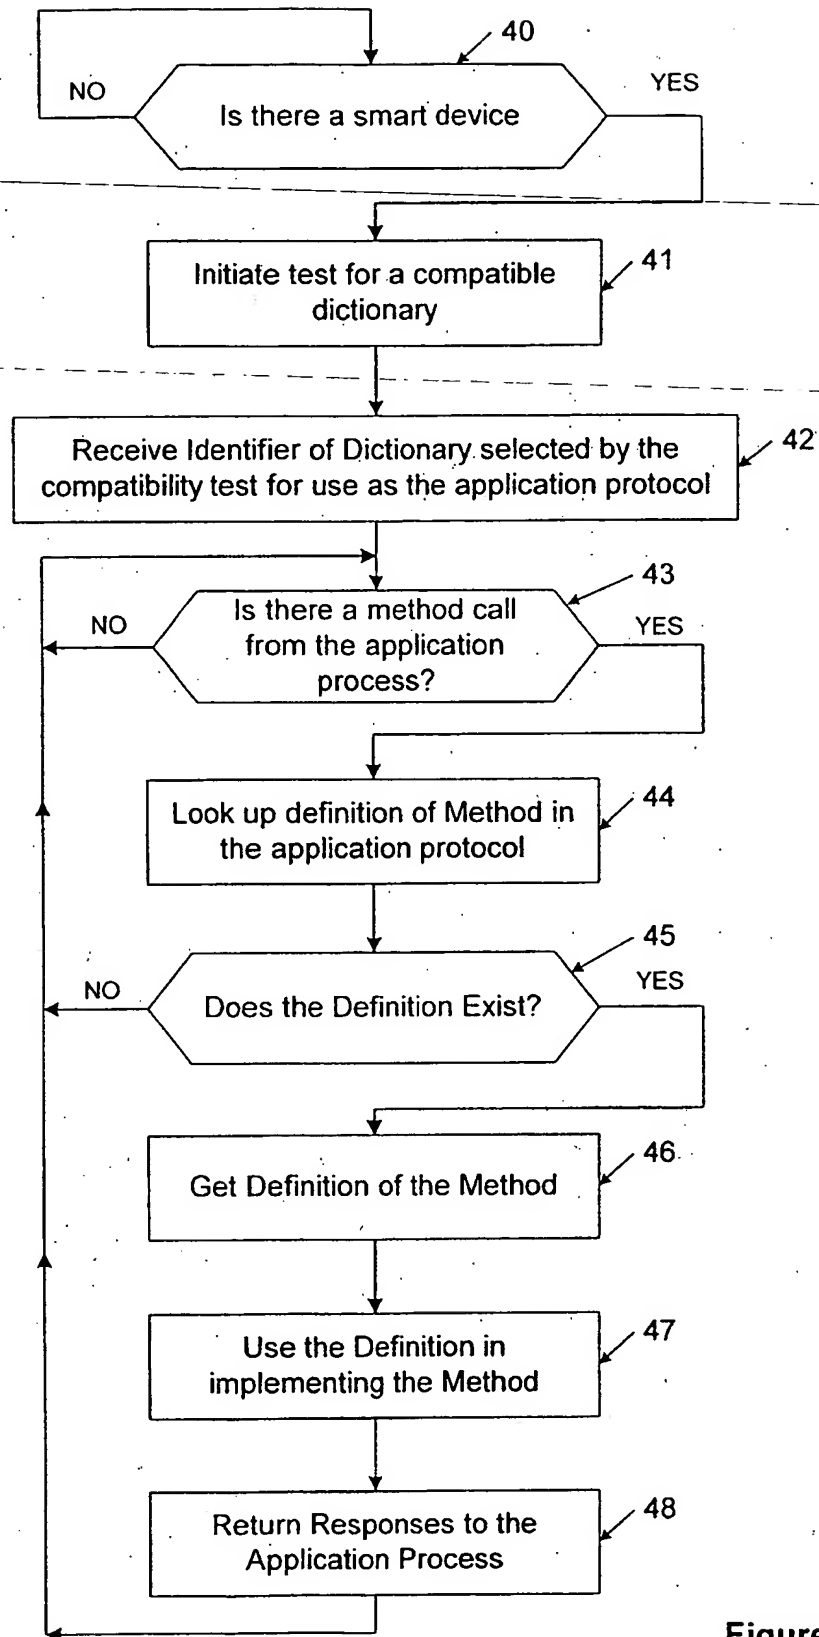 40
NO
YES
Is there a smart device
41
Initiate test for a compatible
dictionary
42
Receive Identifier of Dictionary selected by the
compatibility test for use as the application protocol
43
NO
Is there a method call
from the application
process?
YES
44
Look up definition of Method in
the application protocol
45
NO
Does the Definition Exist?
YES
46
Get Definition of the Method
47
Use the Definition in
implementing the Method
48
Return Responses to the
Application Process
Figure